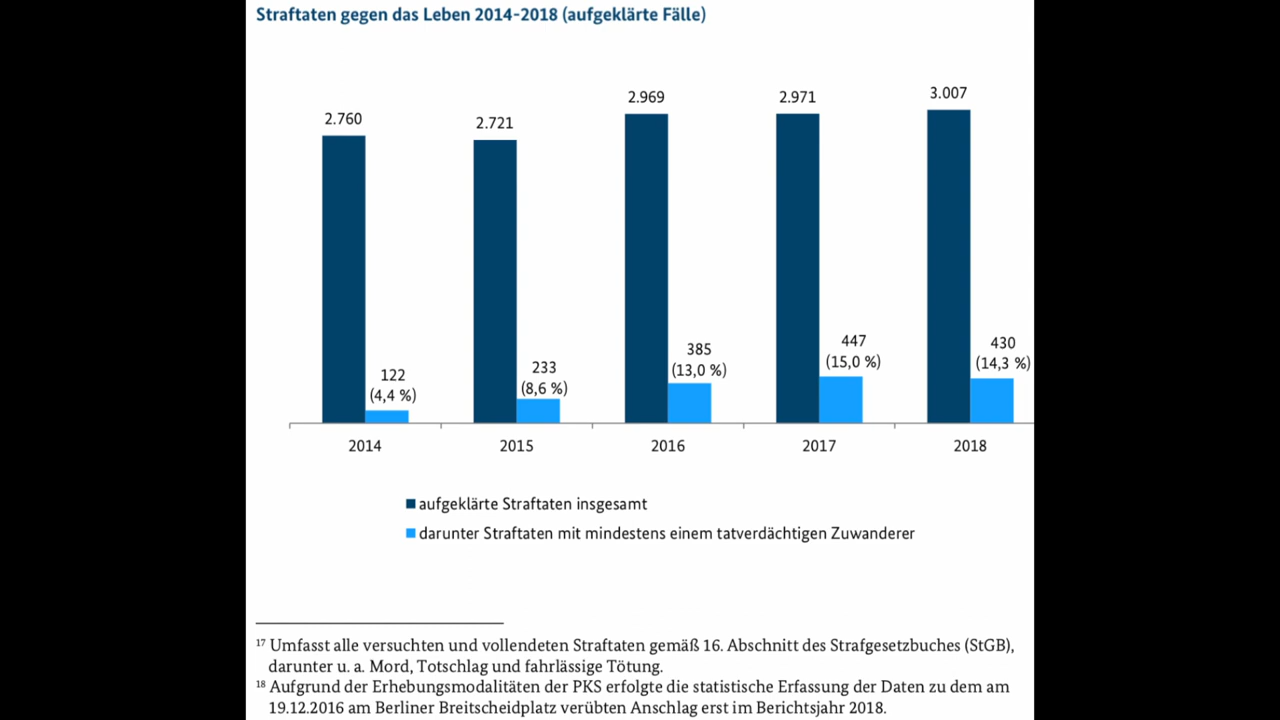 Straftaten gegen das Leben 2014-2018 (aufgeklärte Fälle)
2.760
2.721
2.969
2.971
3.007
122
(4,4 %)
233
(8,6 %)
385
(13,0 %)
447
(15,0 %)
430
(14,3 %)
2014
2015
2016
2017
2018
aufgeklärte Straftaten insgesamt
darunter Straftaten mit mindestens einem tatverdächtigen Zuwanderer
17 Umfasst alle versuchten und vollendeten Straftaten gemäß 16. Abschnitt des Strafgesetzbuches (StGB),
darunter u. a. Mord, Totschlag und fahrlässige Tötung.
18 Aufgrund der Erhebungsmodalitäten der PKS erfolgte die statistische Erfassung der Daten zu dem am
19.12.2016 am Berliner Breitscheidplatz verübten Anschlag erst im Berichtsjahr 2018.